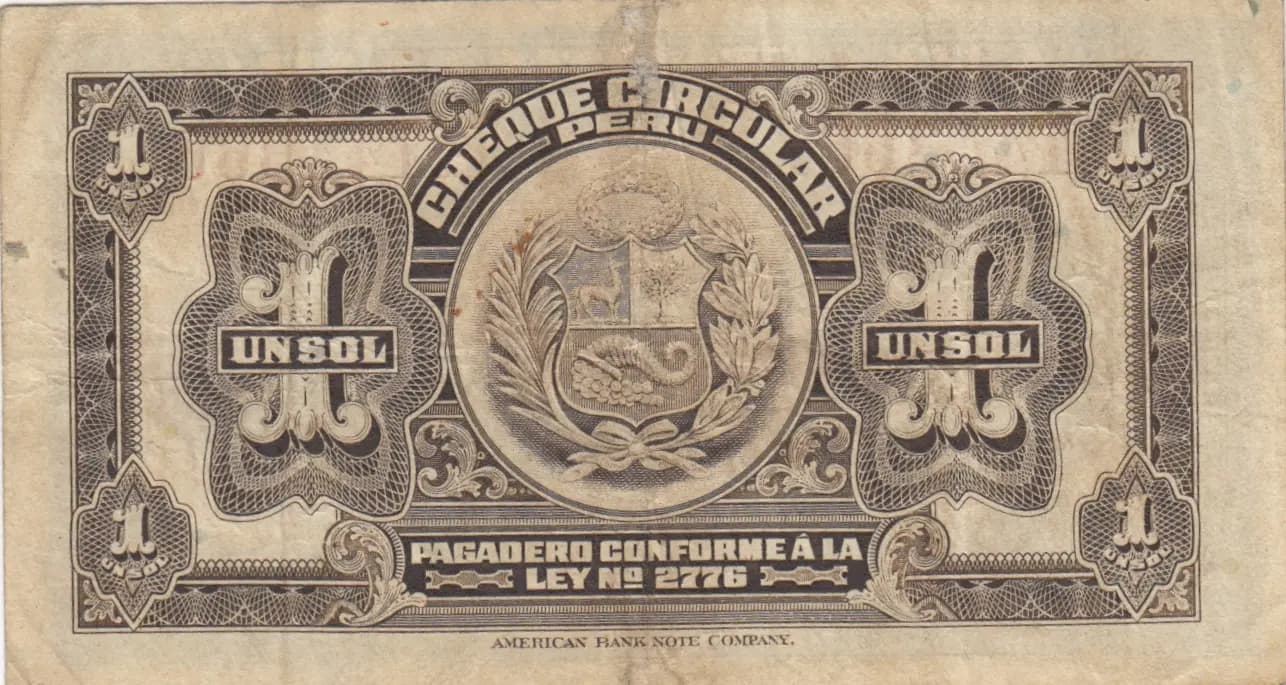 CHEQUE CIRCULAR
PERU
1
UN SOL
1
UN SOL
1
UN SOL
1
UN SOL
1
UN SOL
1
UN SOL
PAGADERO CONFORME Á LA
LEY Nº 2776
AMERICAN BANK NOTE COMPANY.